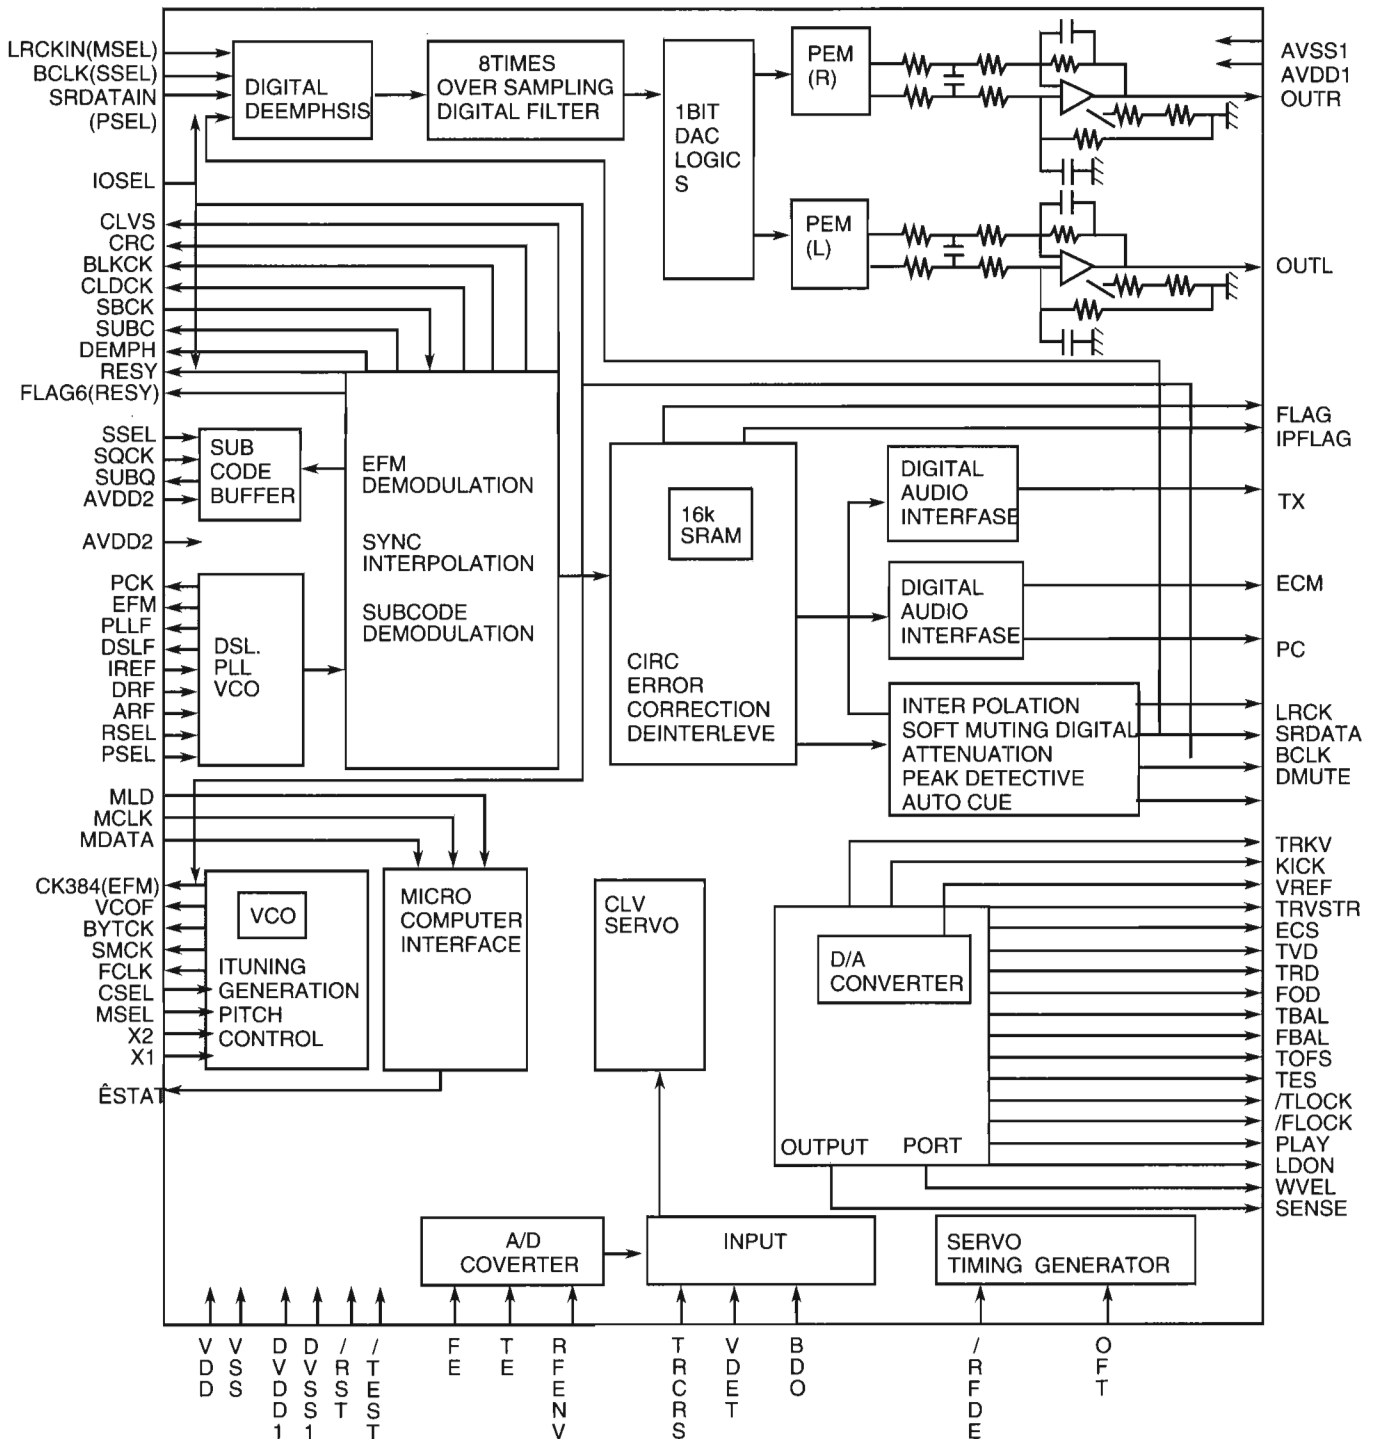 LRCKIN(MSEL)
BCLK(SSEL)
SRDATAIN
(PSEL)
IOSEL
CLVS
CRC
BLKCK
CLDCK
SBCK
SUBC
DEMPH
RESY
FLAG6(RESY)
SSEL
SQCK
SUBQ
AVDD2
AVDD2
PCK
EFM
PLLF
DSLF
IREF
DRF
ARF
RSEL
PSEL
MLD
MCLK
MDATA
CK384(EFM)
VCOF
BYTCK
SMCK
FCLK
CSEL
MSEL
X2
X1
ÊSTAT
DIGITAL
DEEMPHSIS
8TIMES
OVER SAMPLING
DIGITAL FILTER
1BIT
DAC
LOGIC
S
PEM
(R)
PEM
(L)
SUB
CODE
BUFFER
EFM
DEMODULATION
SYNC
INTERPOLATION
SUBCODE
DEMODULATION
DSL.
PLL
VCO
16k
SRAM
CIRC
ERROR
CORRECTION
DEINTERLEVE
DIGITAL
AUDIO
INTERFASE
DIGITAL
AUDIO
INTERFASE
INTER POLATION
SOFT MUTING DIGITAL
ATTENUATION
PEAK DETECTIVE
AUTO CUE
VCO
ITUNING
GENERATION
PITCH
CONTROL
MICRO
COMPUTER
INTERFACE
CLV
SERVO
D/A
CONVERTER
OUTPUT PORT
A/D
COVERTER
INPUT
SERVO
TIMING GENERATOR
AVSS1
AVDD1
OUTR
OUTL
FLAG
IPFLAG
TX
ECM
PC
LRCK
SRDATA
BCLK
DMUTE
TRKV
KICK
VREF
TRVSTR
ECS
TVD
TRD
FOD
TBAL
FBAL
TOFS
TES
/TLOCK
/FLOCK
PLAY
LDON
WVEL
SENSE
VDD
VSS
DVDD1
DVSS1
/RST
/TEST
FE
TE
RFENV
TRCRS
VDET
BDO
/RFDE
OFT